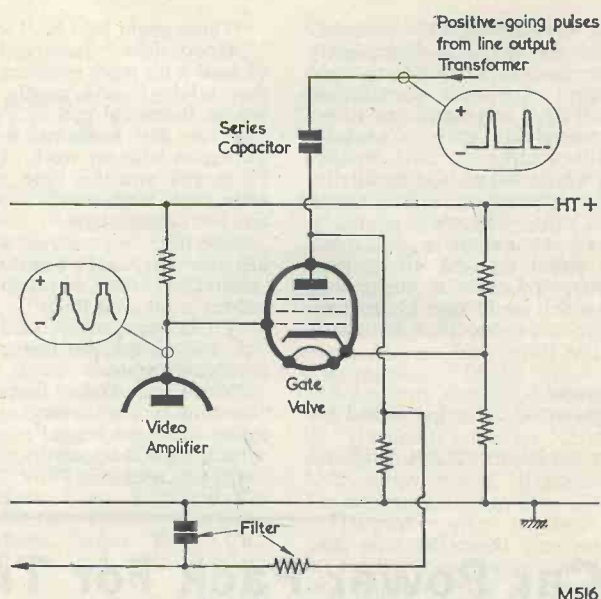 Positive-going pulses
from line output
Transformer
+
-
Series
Capacitor
HT+
+
-
Gate
Valve
Video
Amplifier
Filter
M516